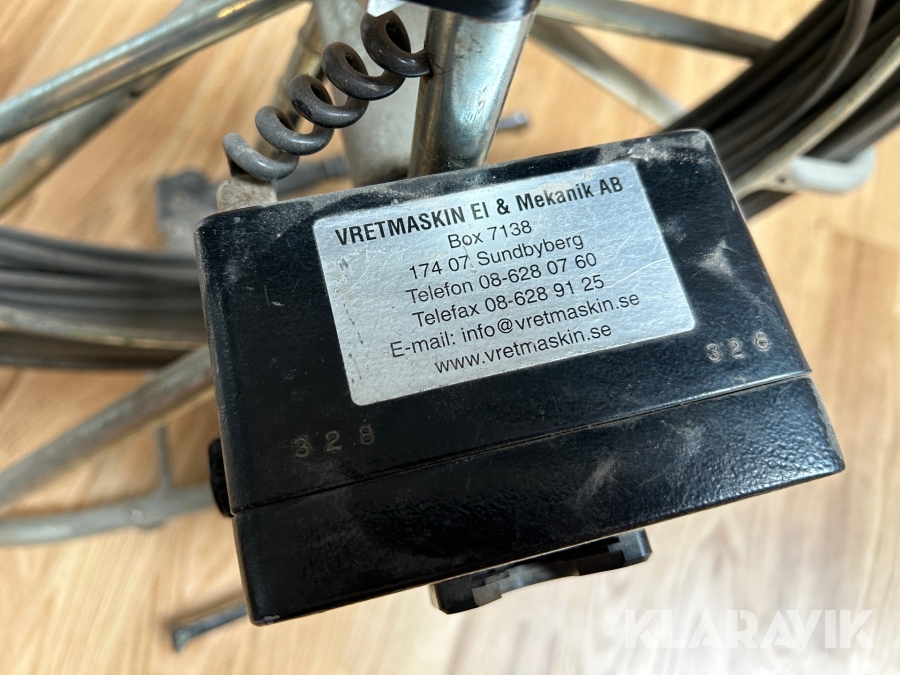 VRETMASKIN El & Mekanik AB
Box 7138
174 07 Sundbyberg
Telefon 08-628 07 60
Telefax 08-628 91 25
E-mail: info@vretmaskin.se
www.vretmaskin.se
328
328
KLARAVIK